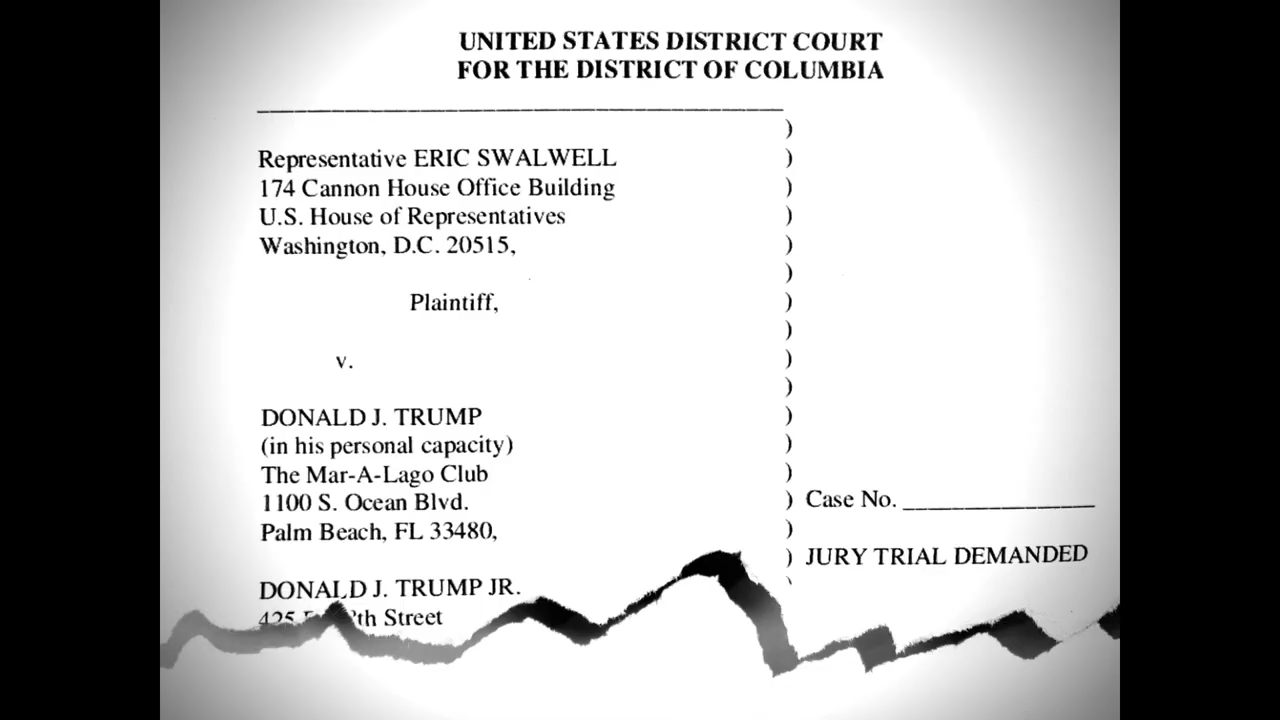 UNITED STATES DISTRICT COURT
FOR THE DISTRICT OF COLUMBIA
Representative ERIC SWALWELL
174 Cannon House Office Building
U.S. House of Representatives
Washington, D.C. 20515,
Plaintiff,
v.
DONALD J. TRUMP
(in his personal capacity)
The Mar-A-Lago Club
1100 S. Ocean Blvd.
Palm Beach, FL 33480,
Case No.
JURY TRIAL DEMANDED
DONALD J. TRUMP JR.
Street